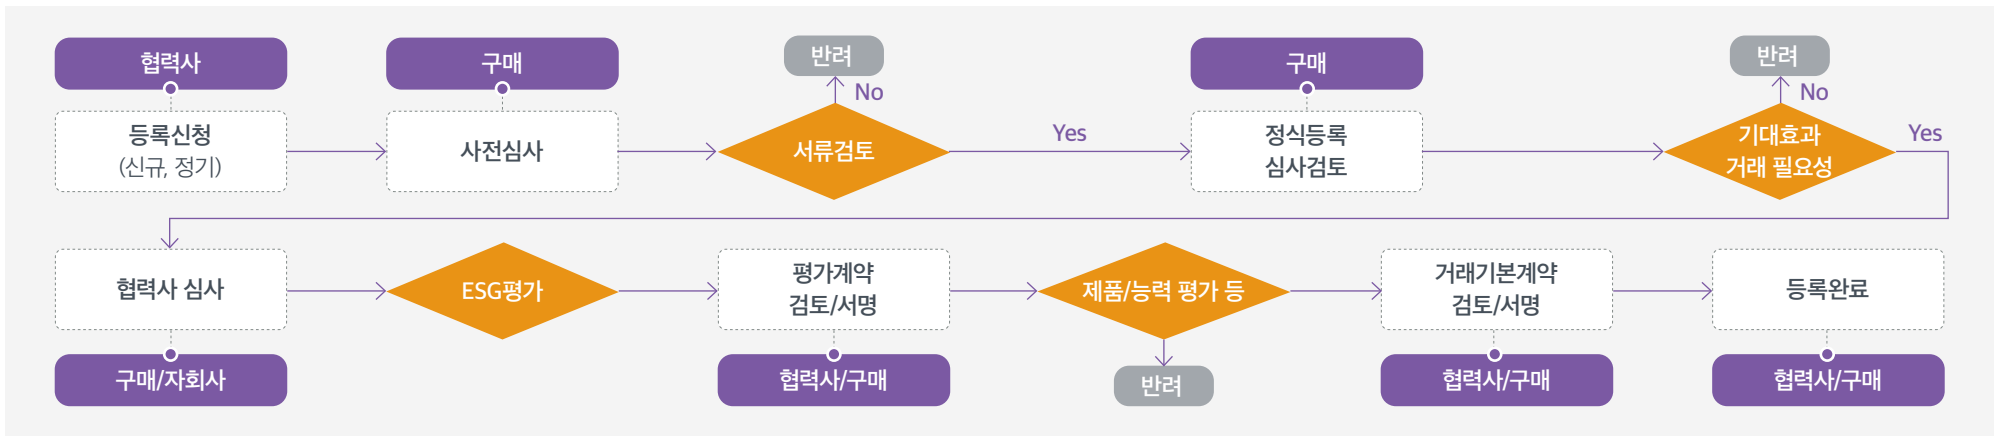 협력사
등록신청
(신규, 정기)
구매
사전심사
반려
No
서류검토
Yes
구매
정식등록
심사검토
반려
No
기대효과
거래 필요성
Yes
협력사 심사
구매/자회사
ESG평가
평가계약
검토/서명
협력사/구매
제품/능력 평가 등
반려
거래기본계약
검토/서명
협력사/구매
등록완료
협력사/구매